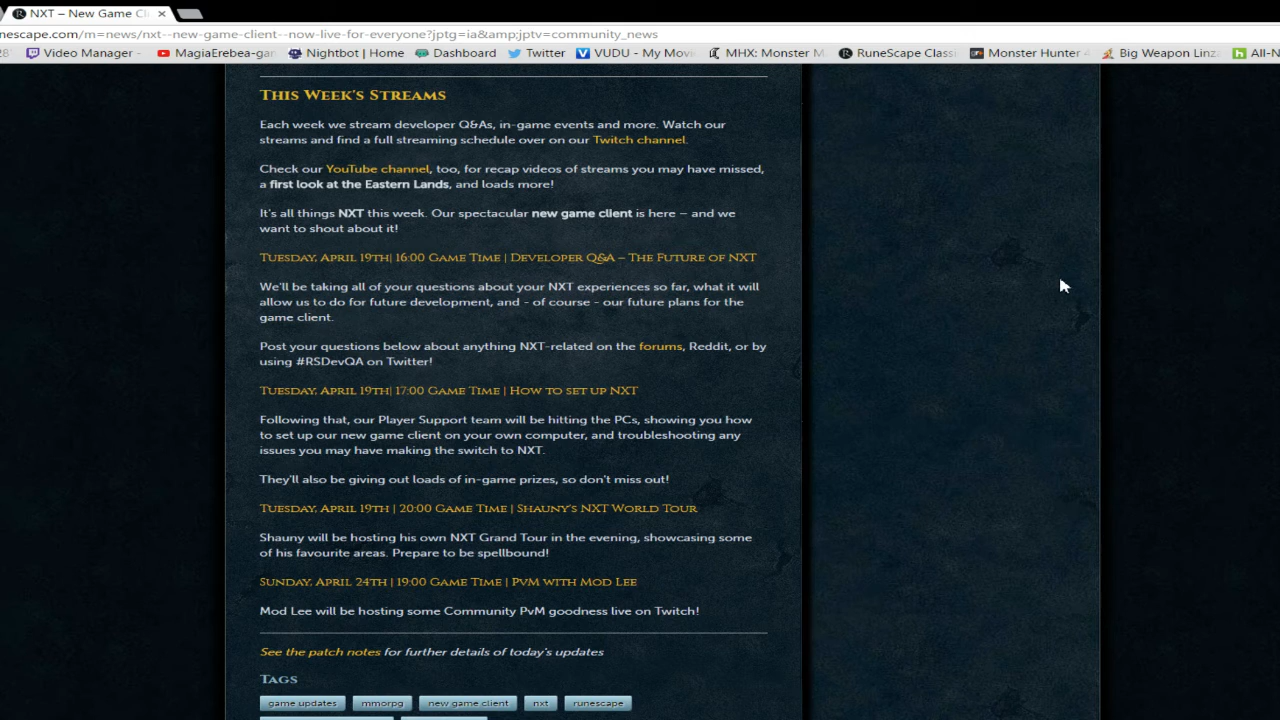 NXT – New Game Cl
nescape.com/m=news/nxt--new-game-client--now-live-for-everyone?jptg=ia&amp;jptv=community_news
Video Manager - MagiaErebea-gan Nightbot | Home Dashboard Twitter VUDU - My Movi MHX: Monster M RuneScape Classi Monster Hunter 4 Big Weapon Linz All-N
This Week's Streams
Each week we stream developer Q&As, in-game events and more. Watch our
streams and find a full streaming schedule over on our Twitch channel.
Check our YouTube channel, too, for recap videos of streams you may have missed,
a first look at the Eastern Lands, and loads more!
It's all things NXT this week. Our spectacular new game client is here – and we
want to shout about it!
Tuesday, April 19th| 16:00 Game Time | Developer Q&A – The Future of NXT
We'll be taking all of your questions about your NXT experiences so far, what it will
allow us to do for future development, and - of course - our future plans for the
game client.
Post your questions below about anything NXT-related on the forums, Reddit, or by
using #RSDevQA on Twitter!
Tuesday, April 19th| 17:00 Game Time | How to set up NXT
Following that, our Player Support team will be hitting the PCs, showing you how
to set up our new game client on your own computer, and troubleshooting any
issues you may have making the switch to NXT.
They'll also be giving out loads of in-game prizes, so don't miss out!
Tuesday, April 19th | 20:00 Game Time | Shauny's NXT World Tour
Shauny will be hosting his own NXT Grand Tour in the evening, showcasing some
of his favourite areas. Prepare to be spellbound!
Sunday, April 24th | 19:00 Game Time | PvM with Mod Lee
Mod Lee will be hosting some Community PvM goodness live on Twitch!
See the patch notes for further details of today's updates
Tags
game updates mmorpg new game client nxt runescape